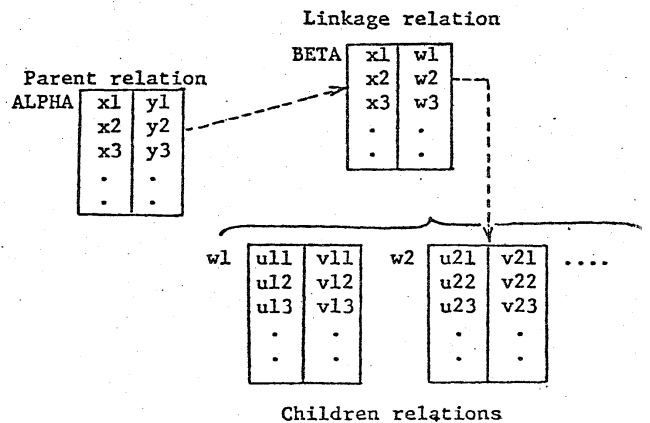 Linkage relation
BETA x1 w1
x2 w2
x3 w3
. .
. .
Parent relation
ALPHA x1 y1
x2 y2
x3 y3
. .
. .
w1 u11 v11
u12 v12
u13 v13
. .
. .
w2 u21 v21 ....
u22 v22
u23 v23
. .
. .
Children relations